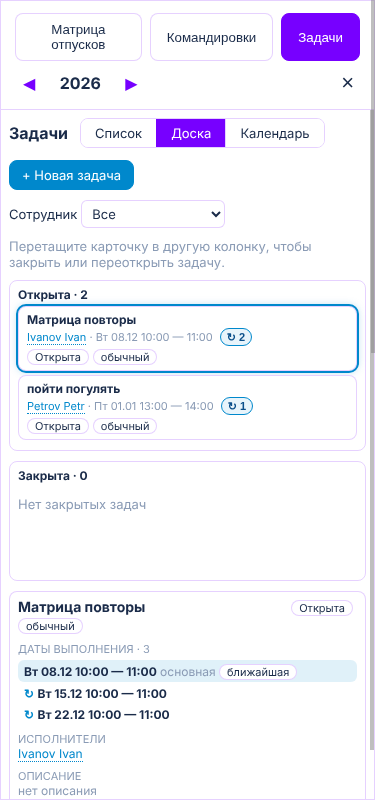 Матрица
отпусков
Командировки
Задачи
◀ 2026 ▶ ×
Задачи
Список
Доска
Календарь
+ Новая задача
Сотрудник Все
Перетащите карточку в другую колонку, чтобы
закрыть или переоткрыть задачу.
Открыта · 2
Матрица повторы
Ivanov Ivan · Вт 08.12 10:00 — 11:00 ↻ 2
Открыта обычный
пойти погулять
Petrov Petr · Пт 01.01 13:00 — 14:00 ↻ 1
Открыта обычный
Закрыта · 0
Нет закрытых задач
Матрица повторы Открыта
обычный
ДАТЫ ВЫПОЛНЕНИЯ · 3
Вт 08.12 10:00 — 11:00 основная ближайшая
↻ Вт 15.12 10:00 — 11:00
↻ Вт 22.12 10:00 — 11:00
ИСПОЛНИТЕЛИ
Ivanov Ivan
ОПИСАНИЕ
нет описания